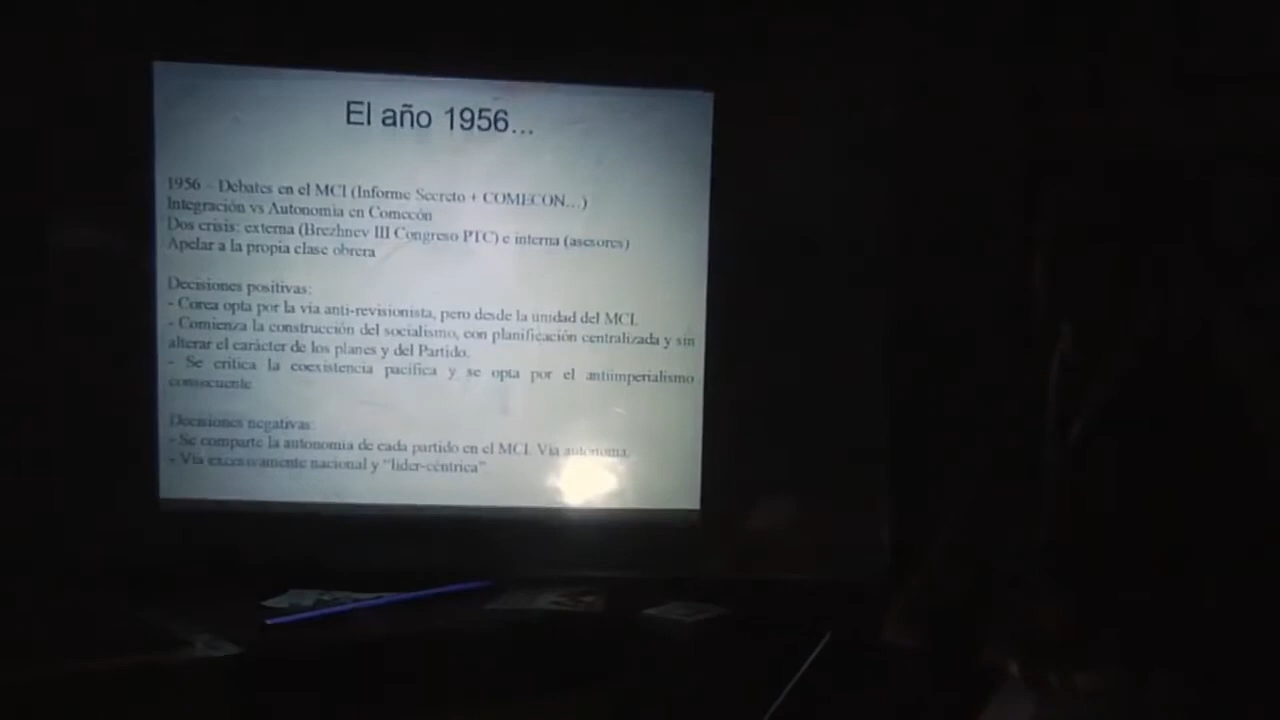 El año 1956...
1956 – Debates en el MCI (Informe Secreto + COMECON...)
Integración vs Autonomía en Comecón
Dos crisis: externa (Brezhnev III Congreso PTC) e interna (asesores)
Apelar a la propia clase obrera
Decisiones positivas:
- Corea opta por la vía anti-revisionista, pero desde la unidad del MCI.
- Comienza la construcción del socialismo, con planificación centralizada y sin
alterar el carácter de los planes y del Partido.
- Se critica la coexistencia pacífica y se opta por el antiimperialismo
consecuente
Decisiones negativas:
- Se comparte la autonomía de cada partido en el MCI. Vía autónoma.
- Vía excesivamente nacional y "líder-céntrica"